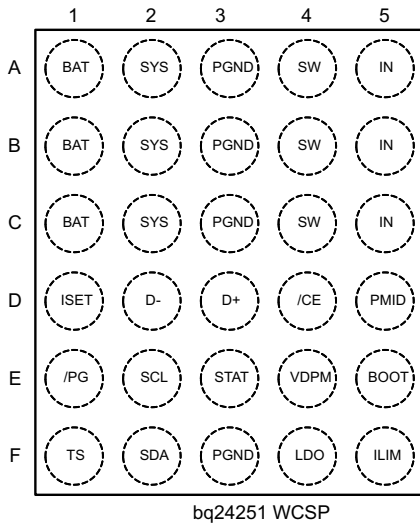 1 2 3 4 5
A BAT SYS PGND SW IN
B BAT SYS PGND SW IN
C BAT SYS PGND SW IN
D ISET D- D+ /CE PMID
E /PG SCL STAT VDPM BOOT
F TS SDA PGND LDO ILIM
bq24251 WCSP